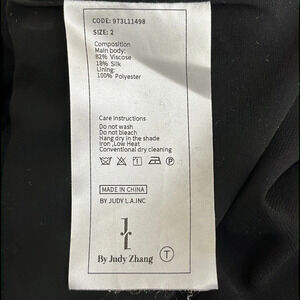 CODE: 973L11498
SIZE: 2
Composition
Main body:
82% Viscose
18% Silk
Lining:
100% Polyester
Care Instructions
Do not wash
Do not bleach
Hang dry in the shade
Iron ,Low Heat
Conventional dry cleaning
MADE IN CHINA
BY JUDY L.A.INC
By Judy Zhang
T